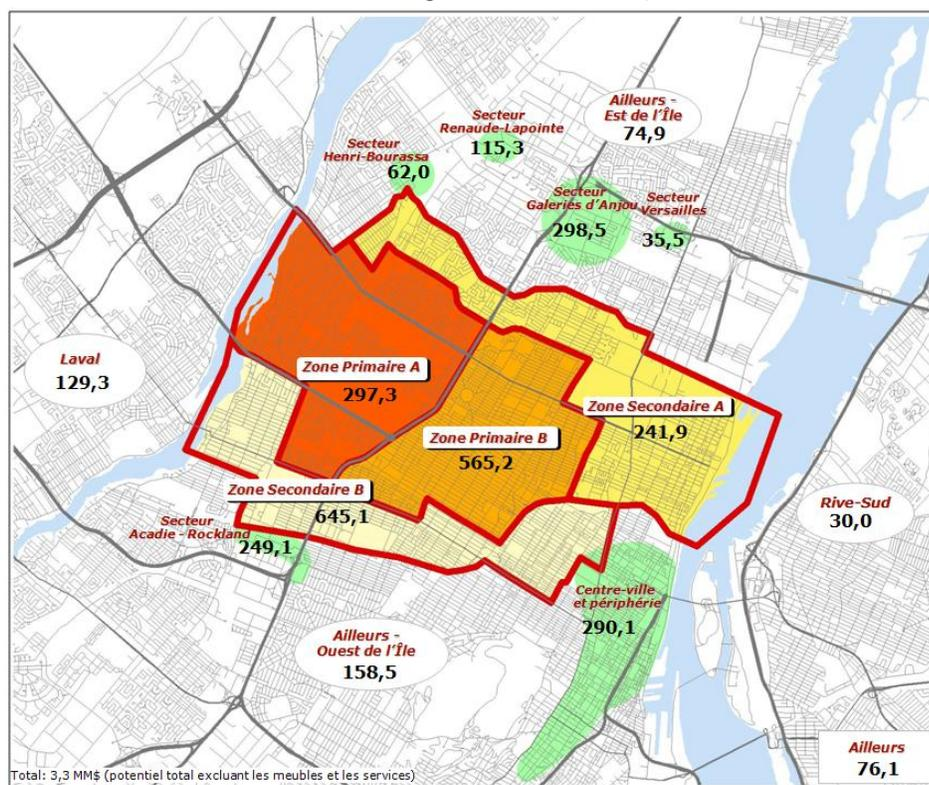 Ailleurs -
Est de l'Île
74,9
Secteur
Renaude-Lapointe
115,3
Secteur
Henri-Bourassa
62,0
Secteur
Galeries d'Anjou
298,5
Secteur
Versailles
35,5
Laval
129,3
Zone Primaire A
297,3
Zone Secondaire A
241,9
Zone Primaire B
565,2
Zone Secondaire B
645,1
Rive-Sud
30,0
Secteur
Acadie - Rockland
249,1
Centre-ville
et périphérie
290,1
Ailleurs -
Ouest de l'Île
158,5
Ailleurs
76,1
Total: 3,3 MM$ (potentiel total excluant les meubles et les services)